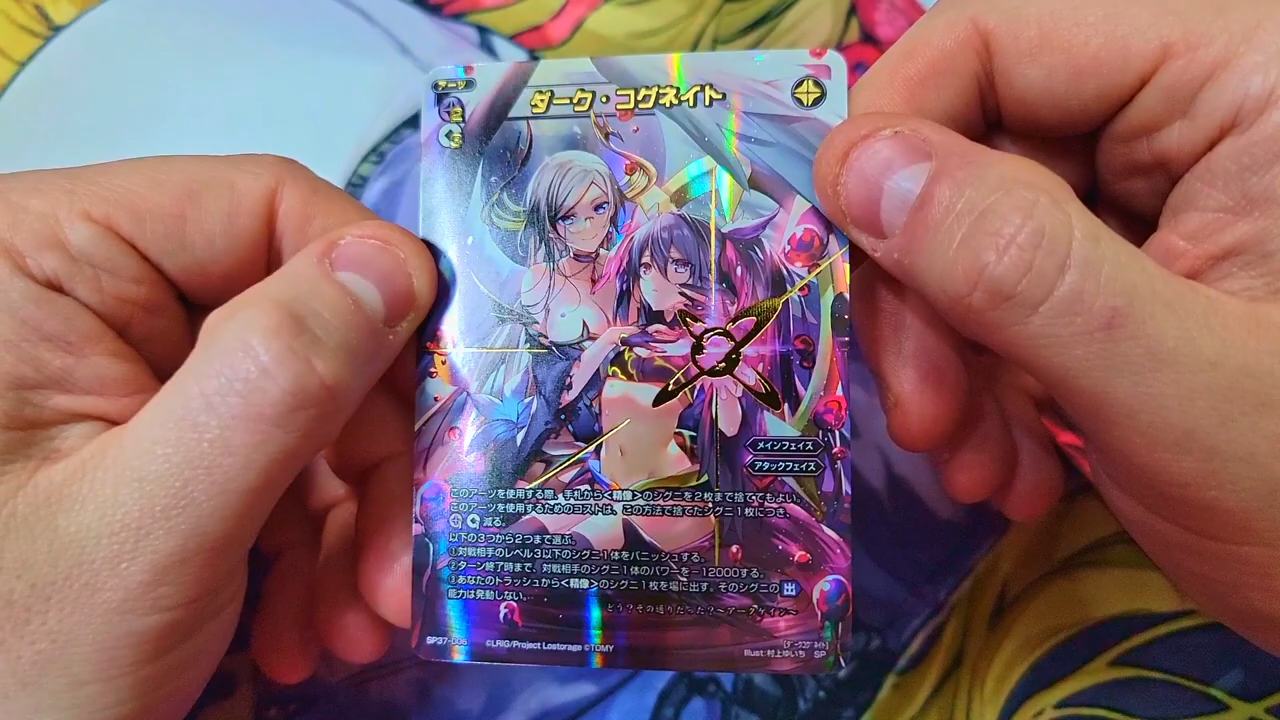 アーツ
ダーク・コグネイト
2
3
メインフェイズ
アタックフェイズ
このアーツを使用する際、手札から<精像>のシグニを２枚まで捨ててもよい。
このアーツを使用するためのコストは、この方法で捨てたシグニ１枚につき、
減る。
以下の３つから２つまで選ぶ。
①対戦相手のレベル３以下のシグニ１体をバニッシュする。
②ターン終了時まで、対戦相手のシグニ１体のパワーを－12000する。
③あなたのトラッシュから<精像>のシグニ１枚を場に出す。そのシグニの出
能力は発動しない。
どう？その通りだった？～アークゲイン～
[ダークコグネイト]
SP37-006 ©LRIG/Project Lostorage ©TOMY Illust:村上ゆいち SP